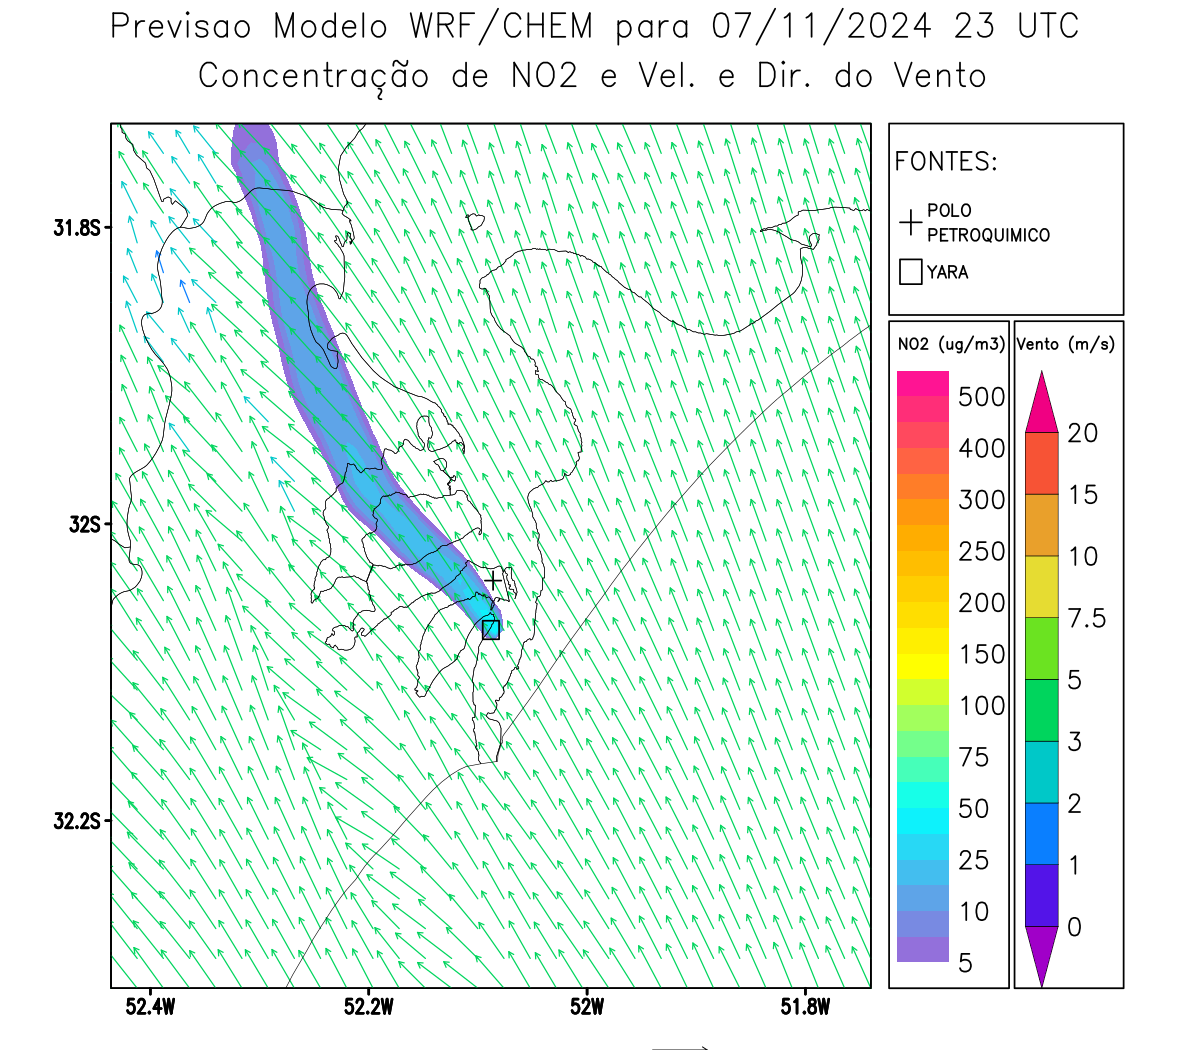 Previsao Modelo WRF/CHEM para 07/11/2024 23 UTC
Concentração de NO2 e Vel. e Dir. do Vento
FONTES:
POLO
PETROQUIMICO
YARA
NO2 (ug/m3)
500
400
300
250
200
150
100
75
50
25
10
5
Vento (m/s)
20
15
10
7.5
5
3
2
1
0
31.8S
32S
32.2S
52.4W 52.2W 52W 51.8W